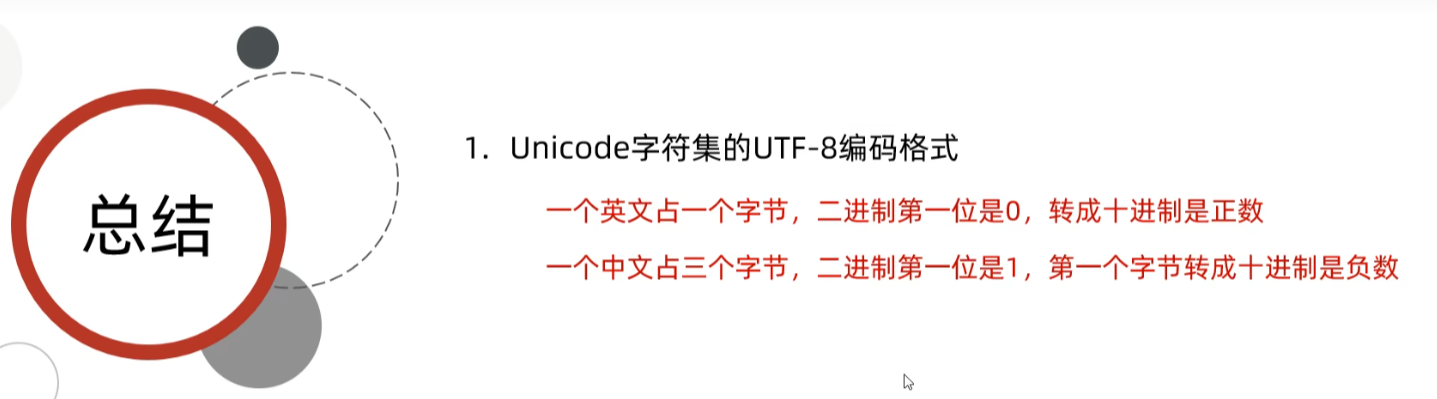 总结
1. Unicode字符集的UTF-8编码格式
一个英文占一个字节，二进制第一位是0，转成十进制是正数
一个中文占三个字节，二进制第一位是1，第一个字节转成十进制是负数